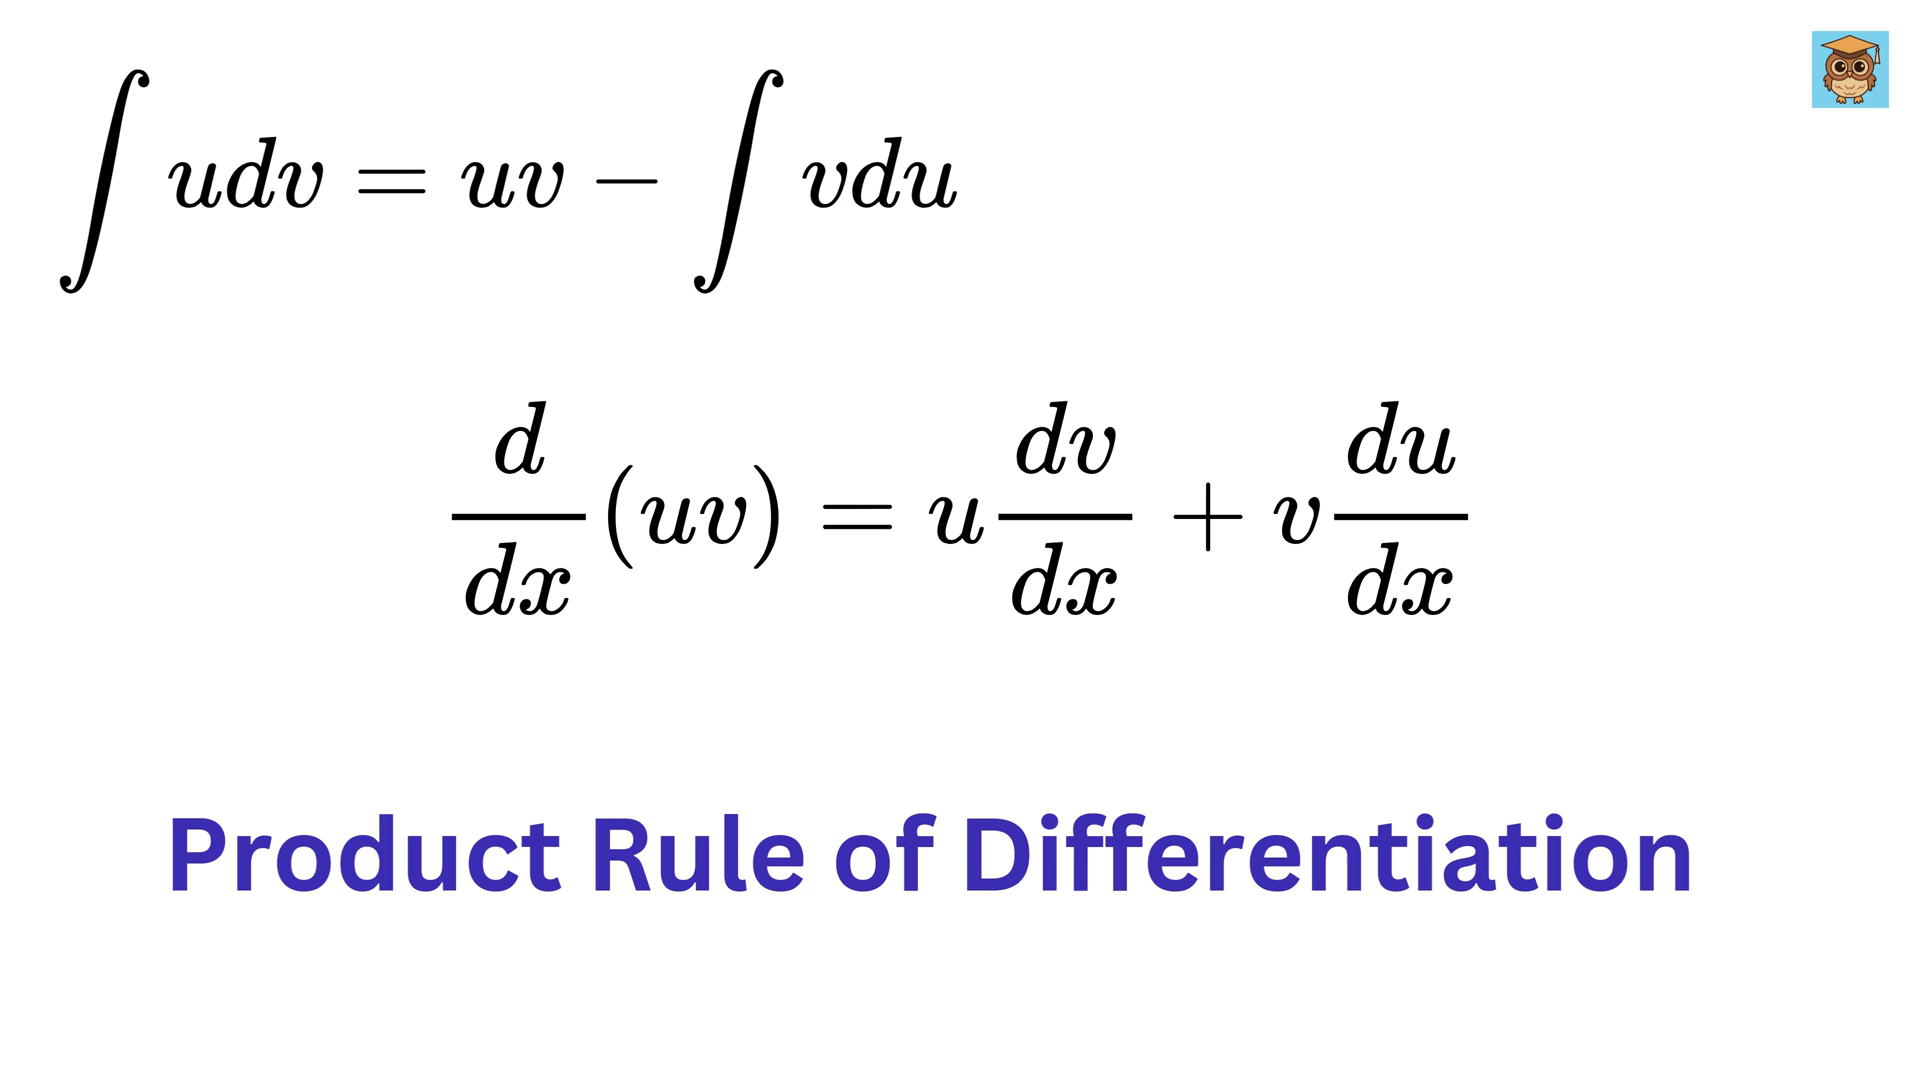 ∫ udv = uv − ∫ vdu
d/dx (uv) = u dv/dx + v du/dx
Product Rule of Differentiation